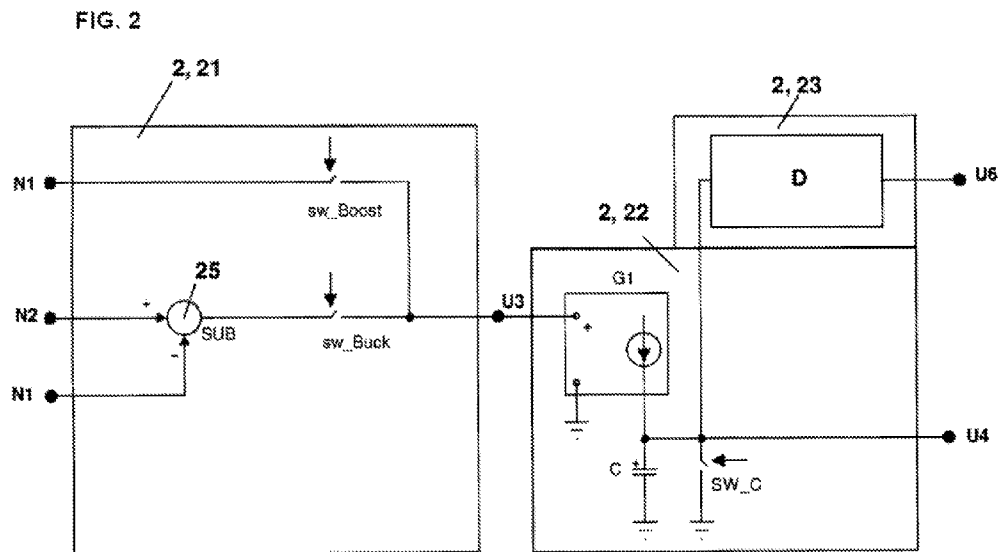 FIG. 2
2, 21
2, 23
N1
sw_Boost
D
U6
2, 22
25
G1
N2
+
SUB
-
sw_Buck
U3
+
N1
U4
C
+
SW_C